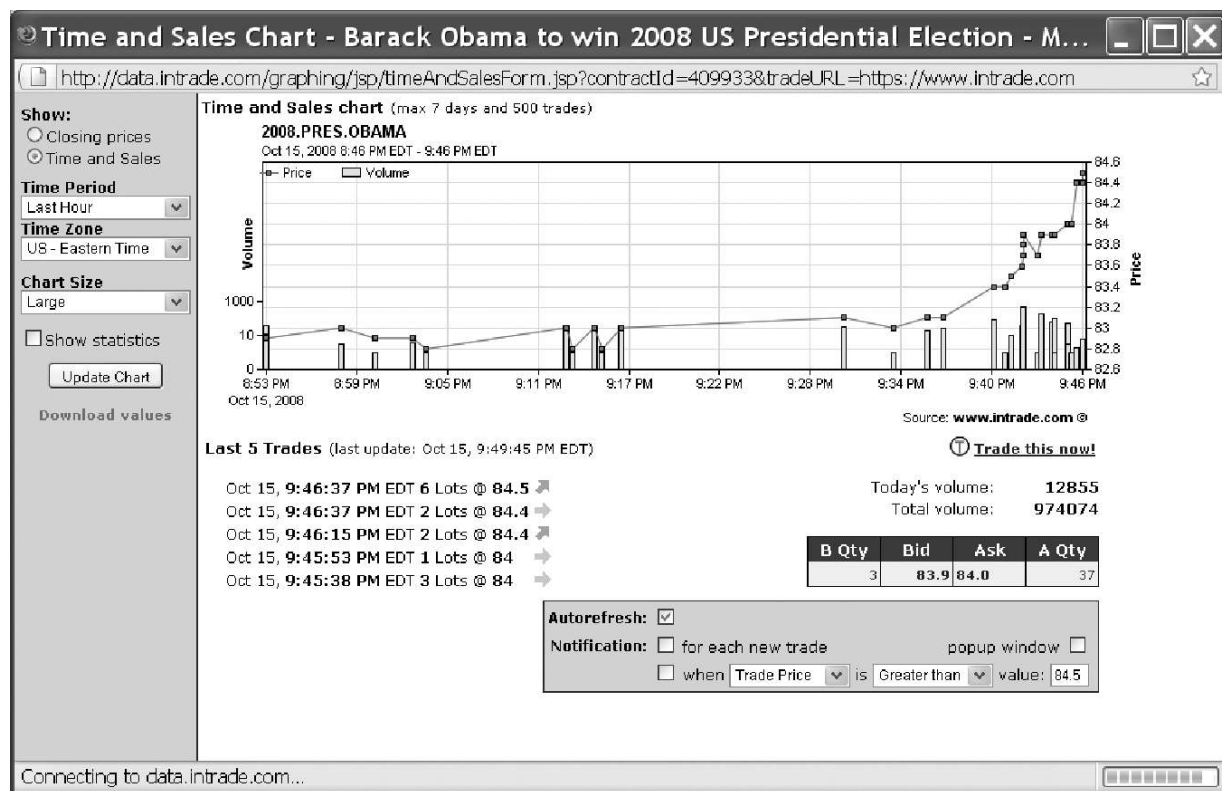 Time and Sales Chart - Barack Obama to win 2008 US Presidential Election - M...
http://data.intrade.com/graphing/jsp/timeAndSalesForm.jsp?contractId=409933&tradeURL=https://www.intrade.com
Show:
Closing prices
Time and Sales
Time Period
Last Hour
Time Zone
US - Eastern Time
Chart Size
Large
Show statistics
Update Chart
Download values
Time and Sales chart (max 7 days and 500 trades)
2008.PRES.OBAMA
Oct 15, 2008 8:46 PM EDT - 9:46 PM EDT
Price Volume
Volume
1000
10
0
84.6
84.4
84.2
84
83.8
83.6
83.4
83.2
83
82.8
82.6
Price
8:53 PM 8:59 PM 9:05 PM 9:11 PM 9:17 PM 9:22 PM 9:28 PM 9:34 PM 9:40 PM 9:46 PM
Oct 15, 2008
Source: www.intrade.com ©
Last 5 Trades (last update: Oct 15, 9:49:45 PM EDT)
T Trade this now!
Oct 15, 9:46:37 PM EDT 6 Lots @ 84.5
Oct 15, 9:46:37 PM EDT 2 Lots @ 84.4
Oct 15, 9:46:15 PM EDT 2 Lots @ 84.4
Oct 15, 9:45:53 PM EDT 1 Lots @ 84
Oct 15, 9:45:38 PM EDT 3 Lots @ 84
Today's volume: 12855
Total volume: 974074
B Qty Bid Ask A Qty
3 83.9 84.0 37
Autorefresh:
Notification: for each new trade popup window
when Trade Price is Greater than value: 84.5
Connecting to data.intrade.com...